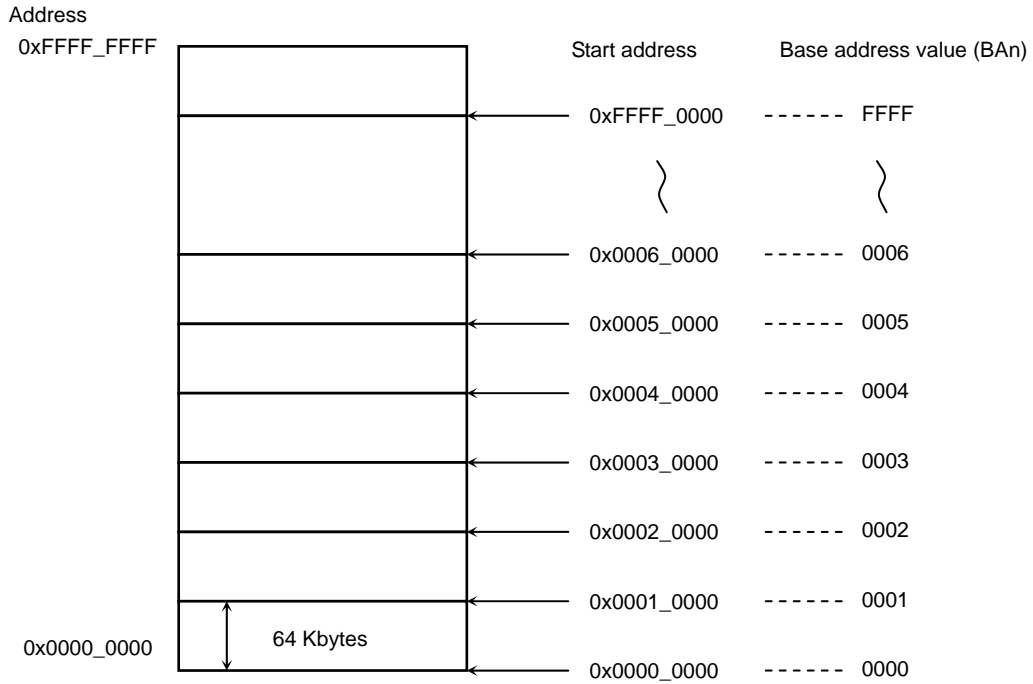 Address
0xFFFF_FFFF
Start address Base address value (BAn)
0xFFFF_0000 ------ FFFF
0x0006_0000 ------ 0006
0x0005_0000 ------ 0005
0x0004_0000 ------ 0004
0x0003_0000 ------ 0003
0x0002_0000 ------ 0002
0x0001_0000 ------ 0001
64 Kbytes
0x0000_0000
0x0000_0000 ------ 0000